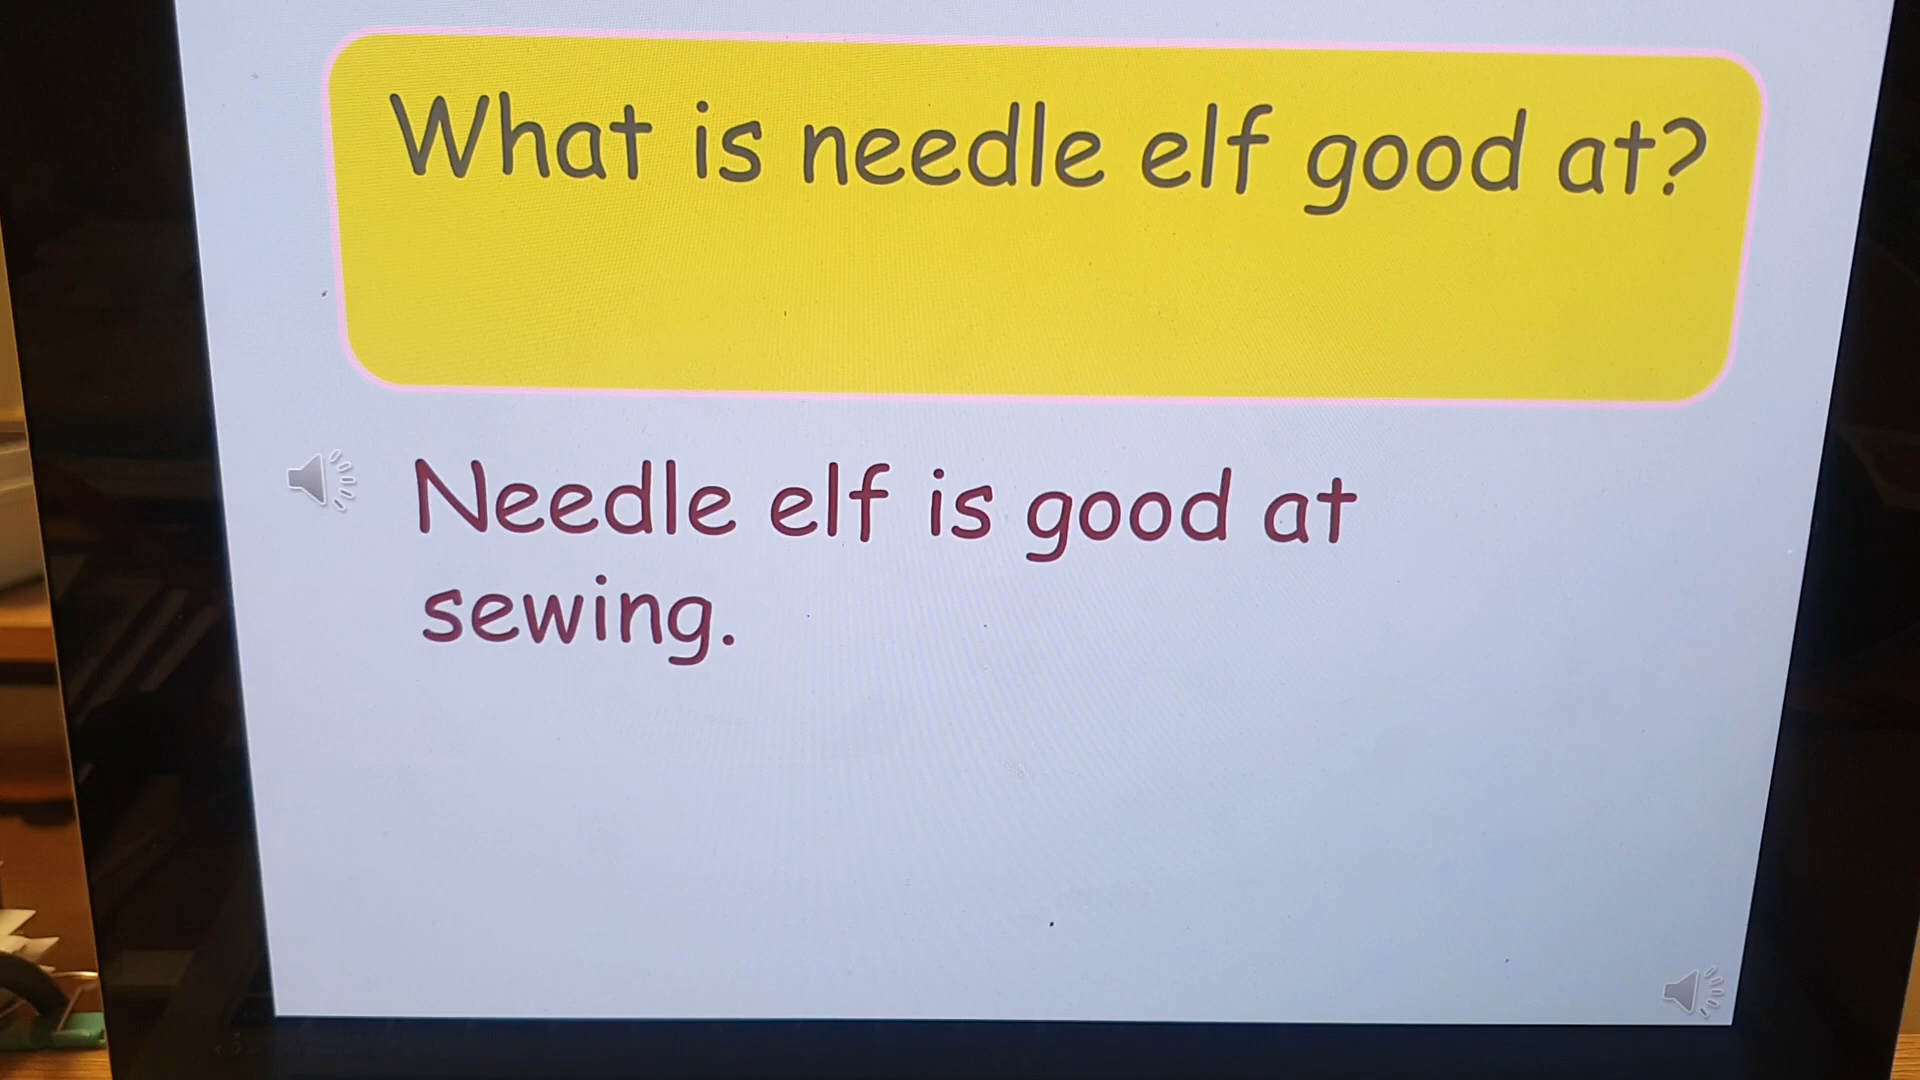 What is needle elf good at?
Needle elf is good at
sewing.